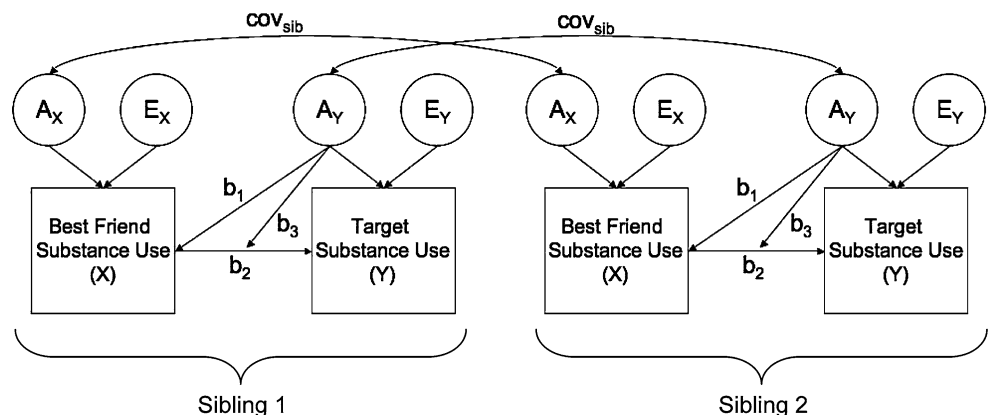 cov_sib cov_sib
A_X E_X A_Y E_Y A_X E_X A_Y E_Y
b_1 b_1
Best Friend Target Best Friend Target
Substance Use b_3 Substance Use Substance Use b_3 Substance Use
(X) b_2 (Y) (X) b_2 (Y)
Sibling 1 Sibling 2